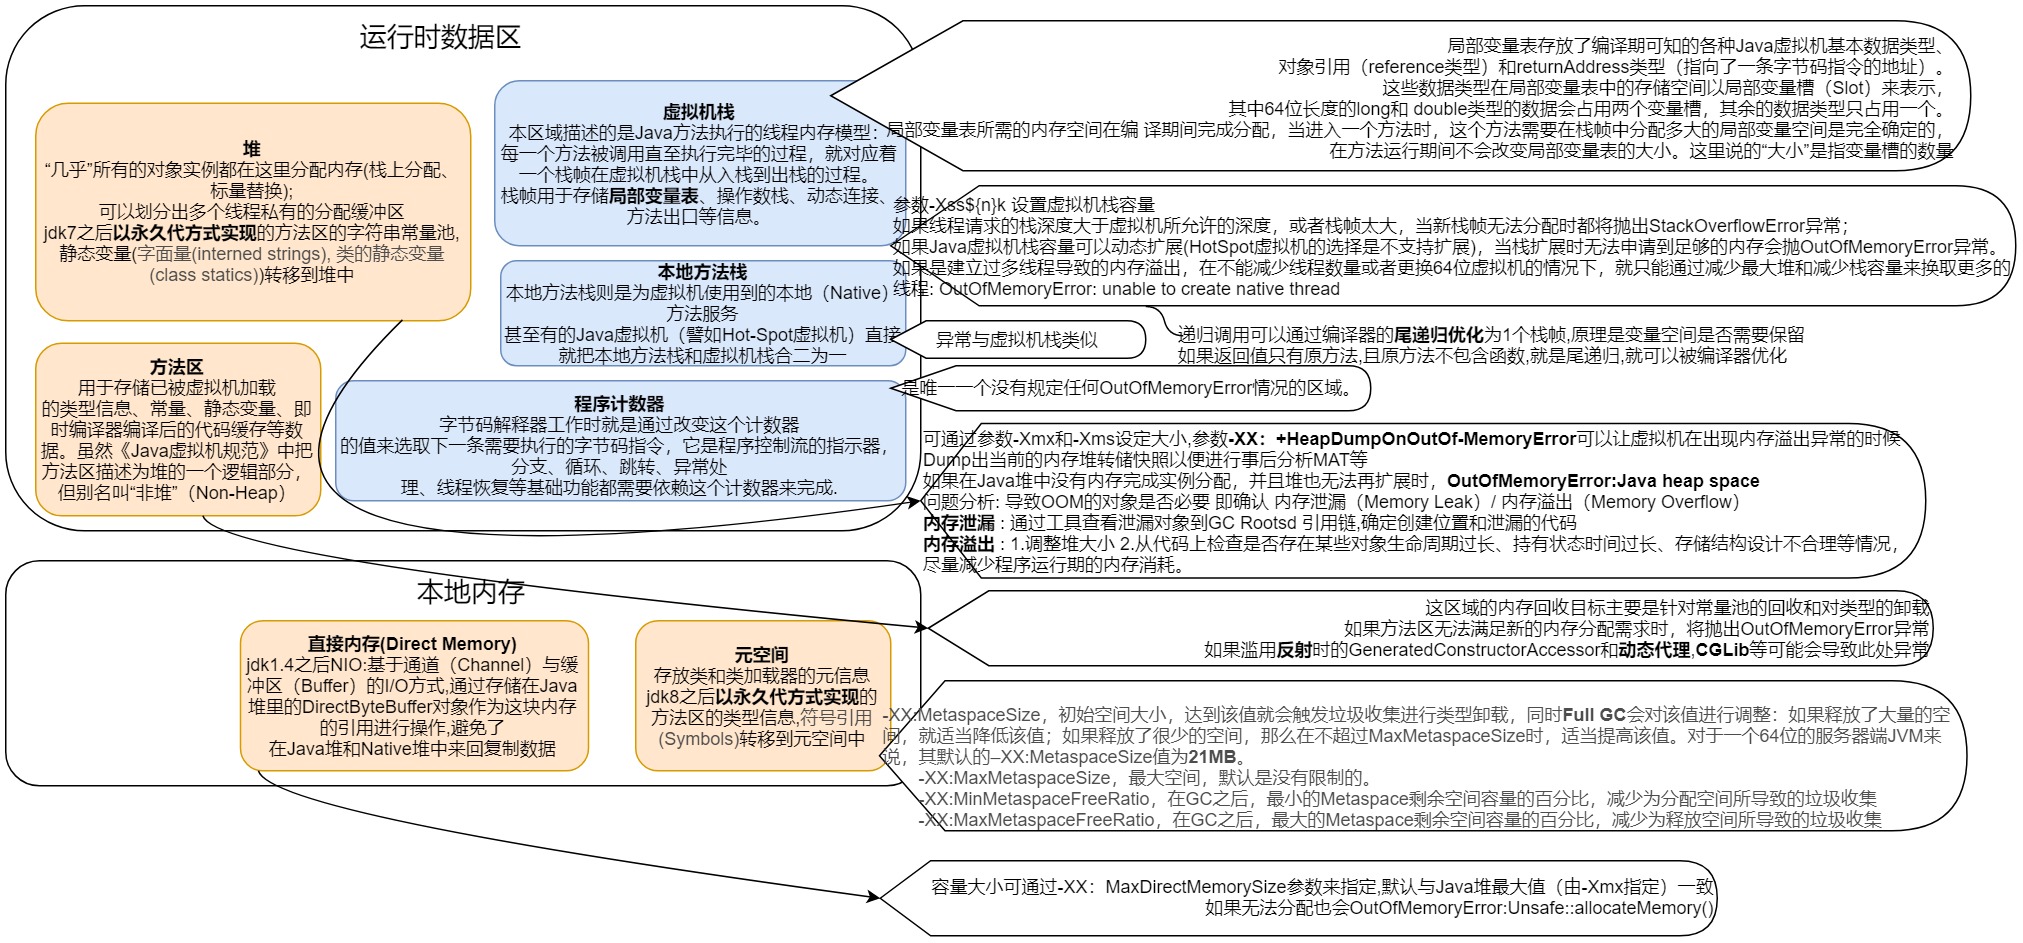 运行时数据区
堆
“几乎”所有的对象实例都在这里分配内存(栈上分配、
标量替换);
可以划分出多个线程私有的分配缓冲区
jdk7之后以永久代方式实现的方法区的字符串常量池,
静态变量(字面量(interned strings), 类的静态变量
(class statics))转移到堆中
方法区
用于存储已被虚拟机加载
的类型信息、常量、静态变量、即
时编译器编译后的代码缓存等数
据。虽然《Java虚拟机规范》中把
方法区描述为堆的一个逻辑部分，
但别名叫“非堆”（Non-Heap）
虚拟机栈
本区域描述的是Java方法执行的线程内存模型：
每一个方法被调用直至执行完毕的过程，就对应着
一个栈帧在虚拟机栈中从入栈到出栈的过程。
栈帧用于存储局部变量表、操作数栈、动态连接、
方法出口等信息。
本地方法栈
本地方法栈则是为虚拟机使用到的本地（Native）
方法服务
甚至有的Java虚拟机（譬如Hot-Spot虚拟机）直接
就把本地方法栈和虚拟机栈合二为一
程序计数器
字节码解释器工作时就是通过改变这个计数器
的值来选取下一条需要执行的字节码指令，它是程序控制流的指示器，
分支、循环、跳转、异常处
理、线程恢复等基础功能都需要依赖这个计数器来完成.
局部变量表存放了编译期可知的各种Java虚拟机基本数据类型、
对象引用（reference类型）和returnAddress类型（指向了一条字节码指令的地址）。
这些数据类型在局部变量表中的存储空间以局部变量槽（Slot）来表示，
其中64位长度的long和 double类型的数据会占用两个变量槽，其余的数据类型只占用一个。
局部变量表所需的内存空间在编 译期间完成分配，当进入一个方法时，这个方法需要在栈帧中分配多大的局部变量空间是完全确定的，
在方法运行期间不会改变局部变量表的大小。这里说的“大小”是指变量槽的数量
参数-Xss${n}k 设置虚拟机栈容量
如果线程请求的栈深度大于虚拟机所允许的深度，或者栈帧太大，当新栈帧无法分配时都将抛出StackOverflowError异常；
如果Java虚拟机栈容量可以动态扩展(HotSpot虚拟机的选择是不支持扩展)，当栈扩展时无法申请到足够的内存会抛OutOfMemoryError异常。
如果是建立过多线程导致的内存溢出，在不能减少线程数量或者更换64位虚拟机的情况下，就只能通过减少最大堆和减少栈容量来换取更多的
线程: OutOfMemoryError: unable to create native thread
异常与虚拟机栈类似
递归调用可以通过编译器的尾递归优化为1个栈帧,原理是变量空间是否需要保留
如果返回值只有原方法,且原方法不包含函数,就是尾递归,就可以被编译器优化
是唯一一个没有规定任何OutOfMemoryError情况的区域。
可通过参数-Xmx和-Xms设定大小,参数-XX：+HeapDumpOnOutOf-MemoryError可以让虚拟机在出现内存溢出异常的时候
Dump出当前的内存堆转储快照以便进行事后分析MAT等
如果在Java堆中没有内存完成实例分配，并且堆也无法再扩展时，OutOfMemoryError:Java heap space
问题分析: 导致OOM的对象是否必要 即确认 内存泄漏（Memory Leak）/ 内存溢出（Memory Overflow）
内存泄漏 : 通过工具查看泄漏对象到GC Rootsd 引用链,确定创建位置和泄漏的代码
内存溢出 : 1.调整堆大小 2.从代码上检查是否存在某些对象生命周期过长、持有状态时间过长、存储结构设计不合理等情况，
尽量减少程序运行期的内存消耗。
这区域的内存回收目标主要是针对常量池的回收和对类型的卸载
如果方法区无法满足新的内存分配需求时，将抛出OutOfMemoryError异常
如果滥用反射时的GeneratedConstructorAccessor和动态代理,CGLib等可能会导致此处异常
本地内存
直接内存(Direct Memory)
jdk1.4之后NIO:基于通道（Channel）与缓
冲区（Buffer）的I/O方式,通过存储在Java
堆里的DirectByteBuffer对象作为这块内存
的引用进行操作,避免了
在Java堆和Native堆中来回复制数据
元空间
存放类和类加载器的元信息
jdk8之后以永久代方式实现的
方法区的类型信息,符号引用
(Symbols)转移到元空间中
-XX:MetaspaceSize，初始空间大小，达到该值就会触发垃圾收集进行类型卸载，同时Full GC会对该值进行调整：如果释放了大量的空
间，就适当降低该值；如果释放了很少的空间，那么在不超过MaxMetaspaceSize时，适当提高该值。对于一个64位的服务器端JVM来
说，其默认的–XX:MetaspaceSize值为21MB。
-XX:MaxMetaspaceSize，最大空间，默认是没有限制的。
-XX:MinMetaspaceFreeRatio，在GC之后，最小的Metaspace剩余空间容量的百分比，减少为分配空间所导致的垃圾收集
-XX:MaxMetaspaceFreeRatio，在GC之后，最大的Metaspace剩余空间容量的百分比，减少为释放空间所导致的垃圾收集
容量大小可通过-XX：MaxDirectMemorySize参数来指定,默认与Java堆最大值（由-Xmx指定）一致
如果无法分配也会OutOfMemoryError:Unsafe::allocateMemory()